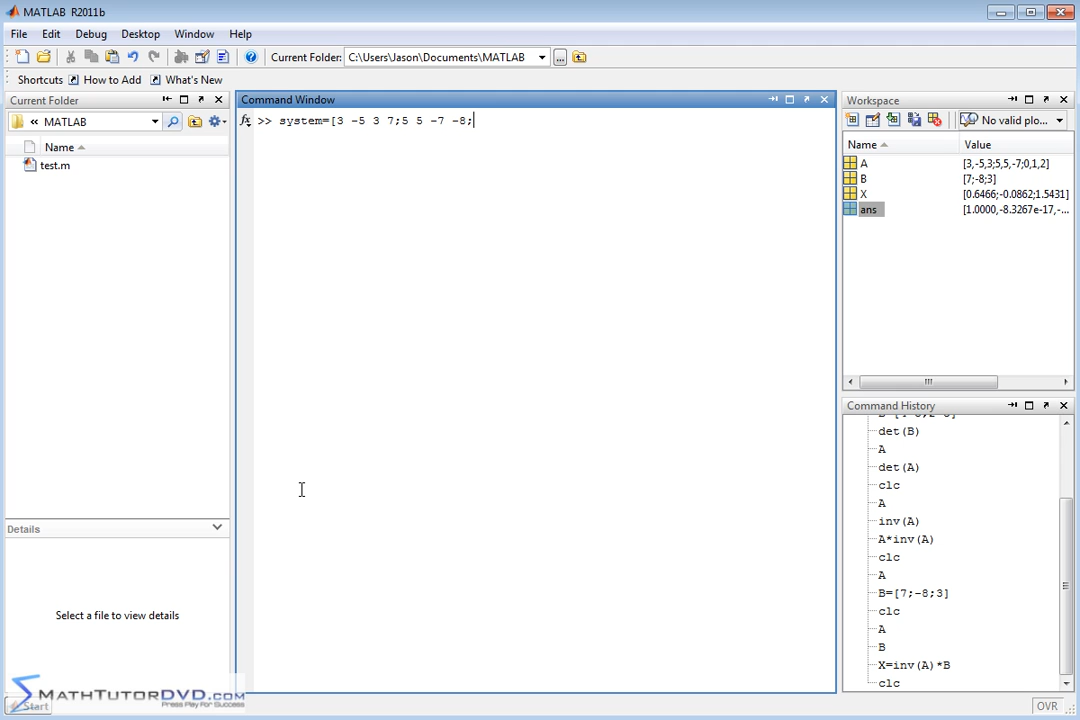 MATLAB R2011b
File Edit Debug Desktop Window Help
Current Folder: C:\Users\Jason\Documents\MATLAB ...
Shortcuts How to Add What's New
Current Folder
« MATLAB
Name
test.m
Details
Select a file to view details
Command Window
fx >> system=[3 -5 3 7;5 5 -7 -8;
Workspace
No valid plo...
Name Value
A [3,-5,3;5,5,-7;0,1,2]
B [7;-8;3]
X [0.6466;-0.0862;1.5431]
ans [1.0000,-8.3267e-17,-...
Command History
det(B)
A
det(A)
clc
A
inv(A)
A*inv(A)
clc
A
B=[7;-8;3]
clc
A
B
X=inv(A)*B
clc
MATHTUTORDVD.COM
Press Play For Success
Start
OVR